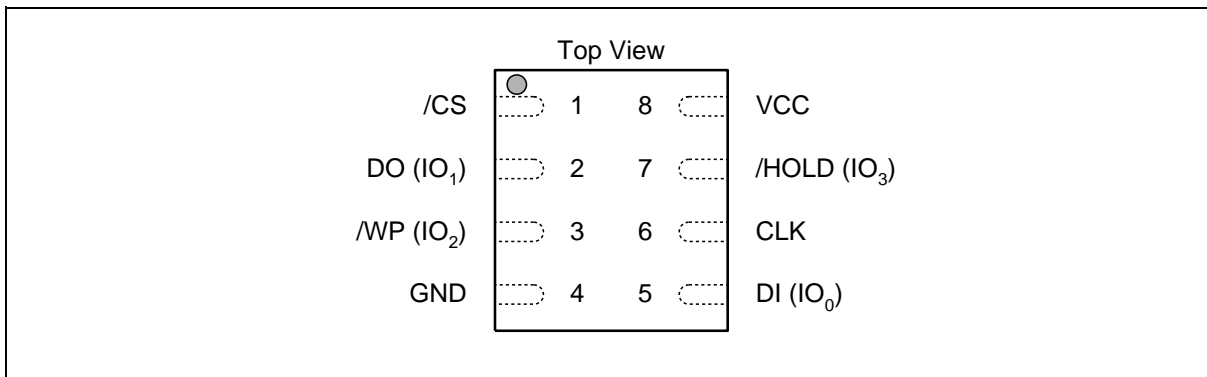 Top View
/CS 1 8 VCC
DO (IO₁) 2 7 /HOLD (IO₃)
/WP (IO₂) 3 6 CLK
GND 4 5 DI (IO₀)